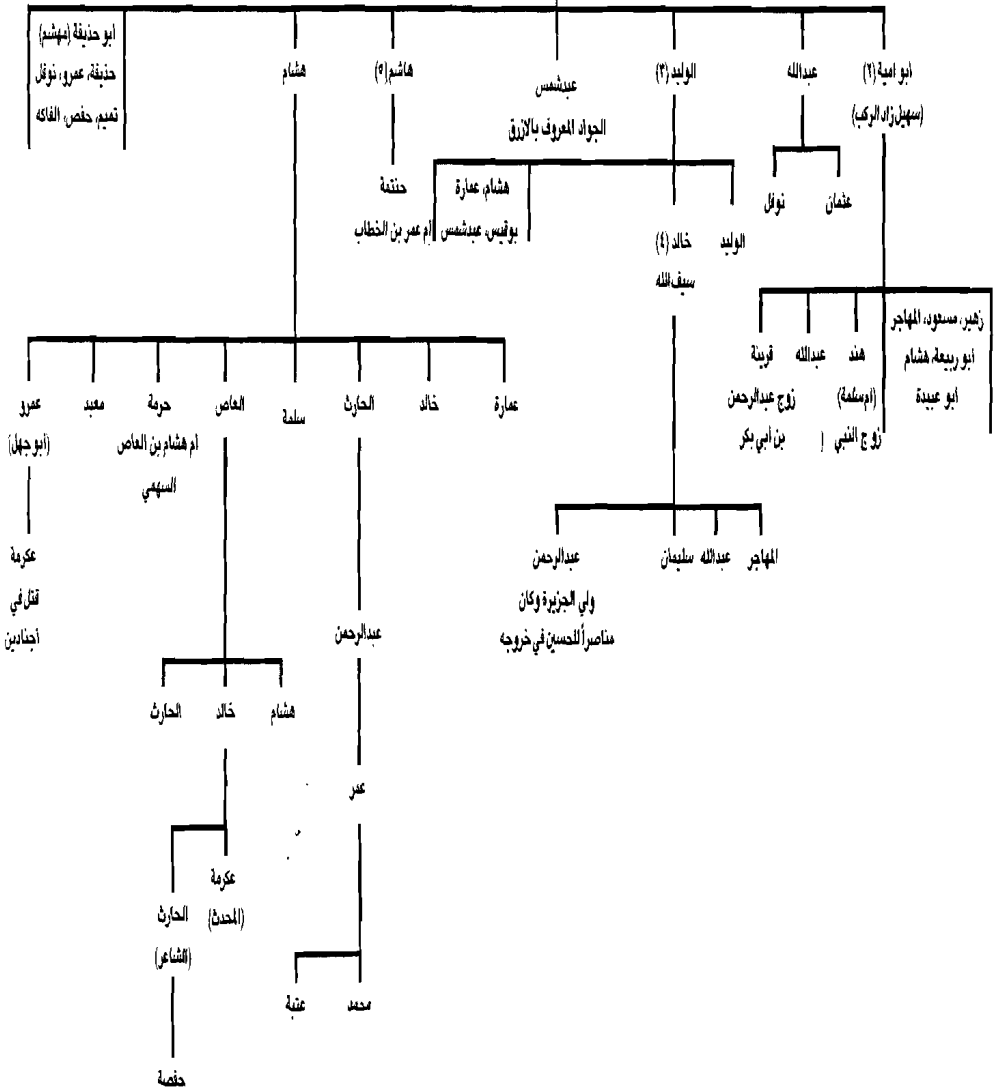 ابو امية (٢)
(سهيل زاد الركب)
عبدالله
الوليد (٣)
عبدشمس
الجواد المعروف بالازرق
هاشم (٥)
هشام
ابو حذيفة (مهشم)
حذيفة، عمرو، نوفل
تميم، حفص، الفاكه
عثمان
نوفل
الوليد
خالد (٤)
سيف الله
هشام، عمارة
بوقيس، عبدشمس
حنتمة
ام عمر بن الخطاب
زهير، مسعود، المهاجر
ابو ربيعة، هشام
ابو عبيدة
هند
(ام سلمة)
زوج النبي
عبدالله
قريبة
زوج عبدالرحمن
بن ابي بكر
عمارة
خالد
الحارث
سلمة
العاص
حرمة
ام هشام بن العاص
السهمي
معبد
عمرو
(ابو جهل)
المهاجر
عبدالله
سليمان
عبدالرحمن
ولي الجزيرة وكان
مناصراً للحسين في خروجه
عكرمة
قتل في
أجنادين
عبدالرحمن
هشام
خالد
الحارث
عمر
عكرمة
(المحدث)
الحارث
(الشاعر)
محمد
عتبة
حفصة